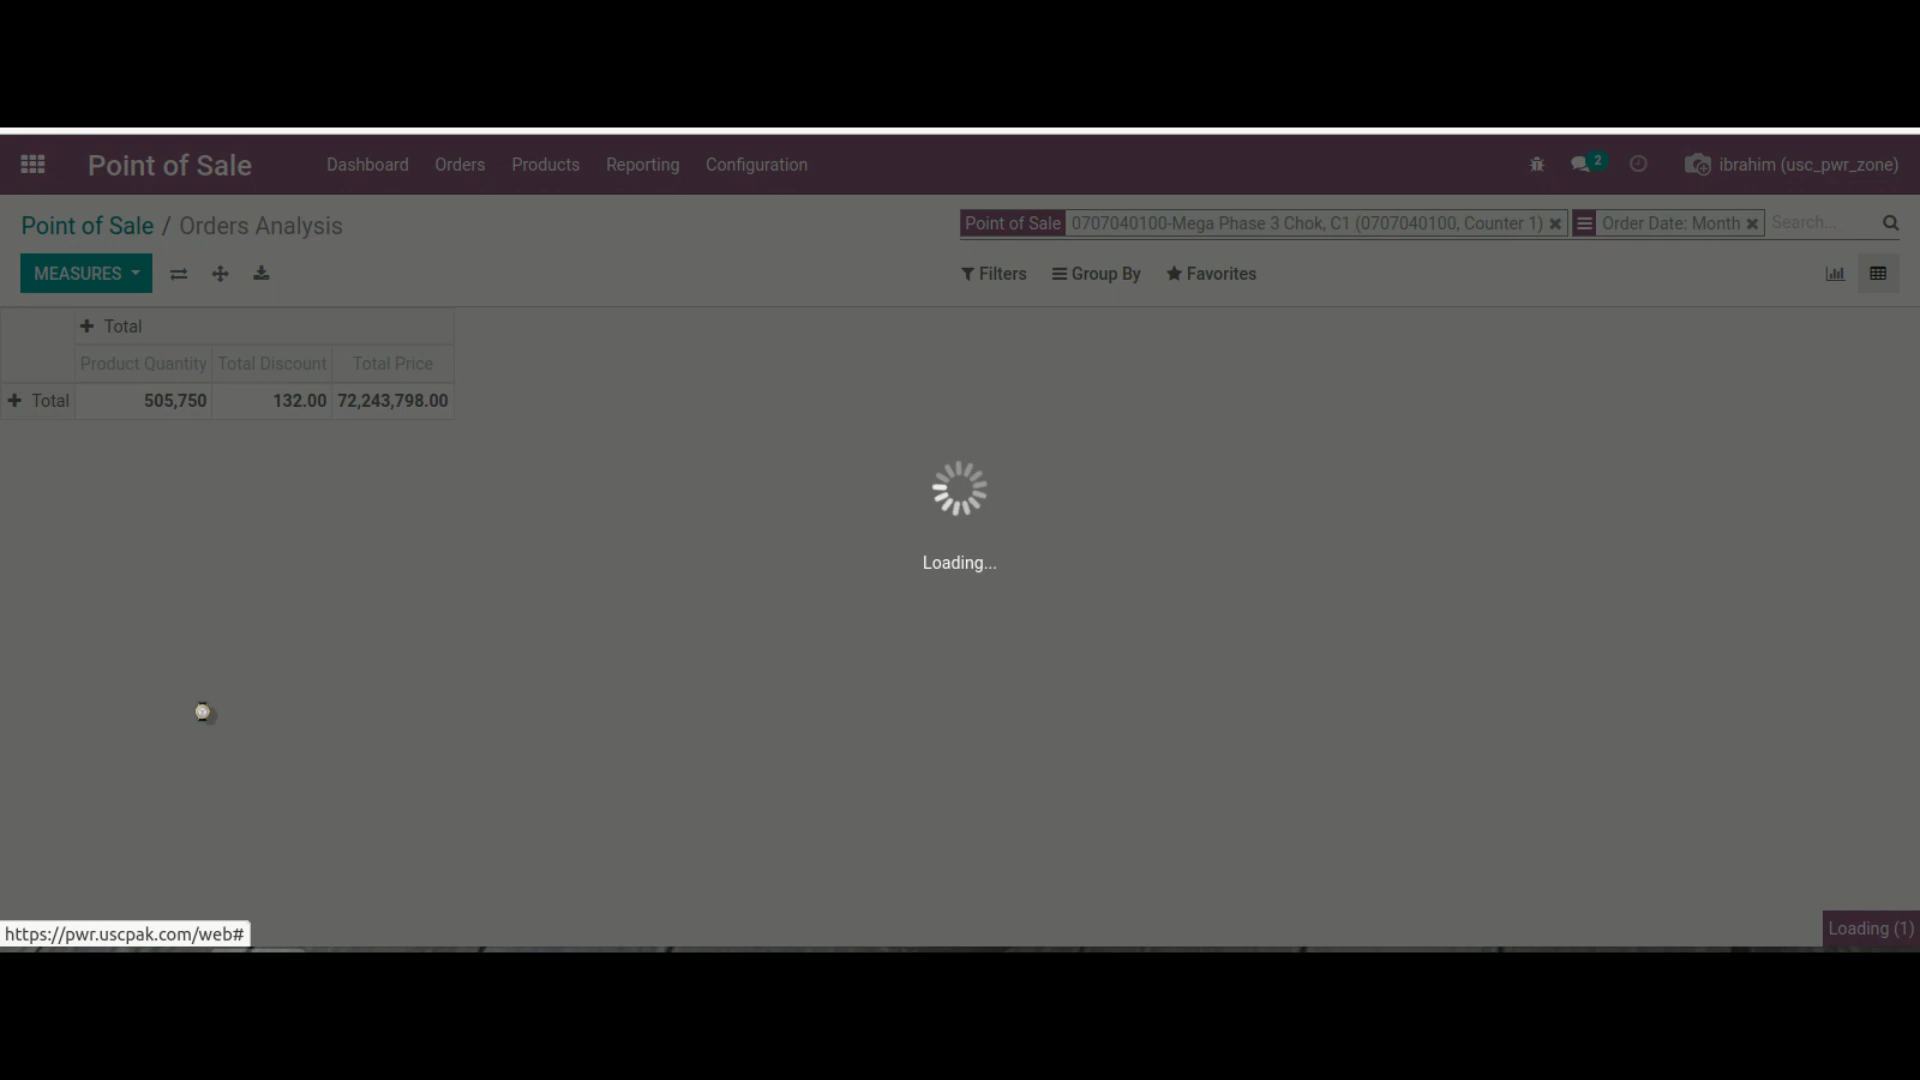 Point of Sale Dashboard Orders Products Reporting Configuration 2 ibrahim (usc_pwr_zone)
Point of Sale / Orders Analysis
Point of Sale 0707040100-Mega Phase 3 Chok, C1 (0707040100, Counter 1) Order Date: Month Search...
MEASURES Filters Group By Favorites
Total
Product Quantity Total Discount Total Price
Total 505,750 132.00 72,243,798.00
Loading...
https://pwr.uscpak.com/web#
Loading (1)